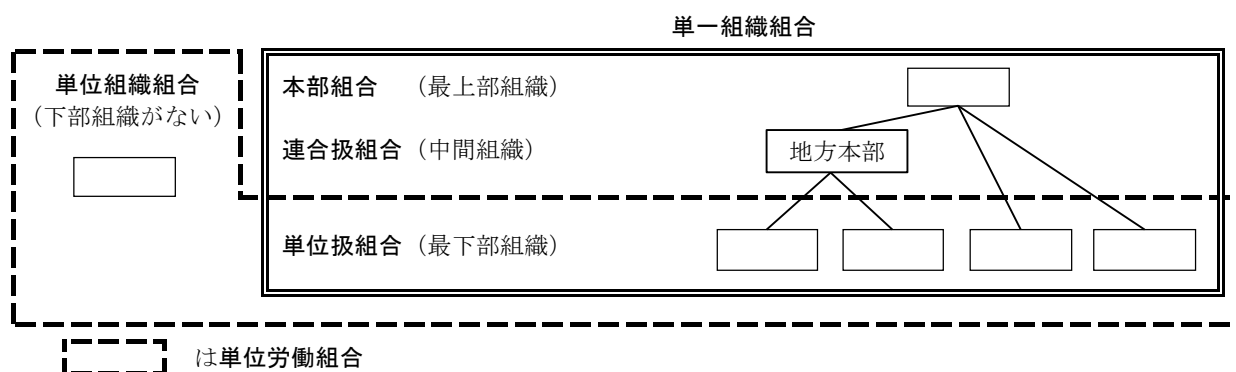 単一組織組合
単位組織組合
（下部組織がない）
本部組合 （最上部組織）
連合扱組合（中間組織）
地方本部
単位扱組合（最下部組織）
は単位労働組合